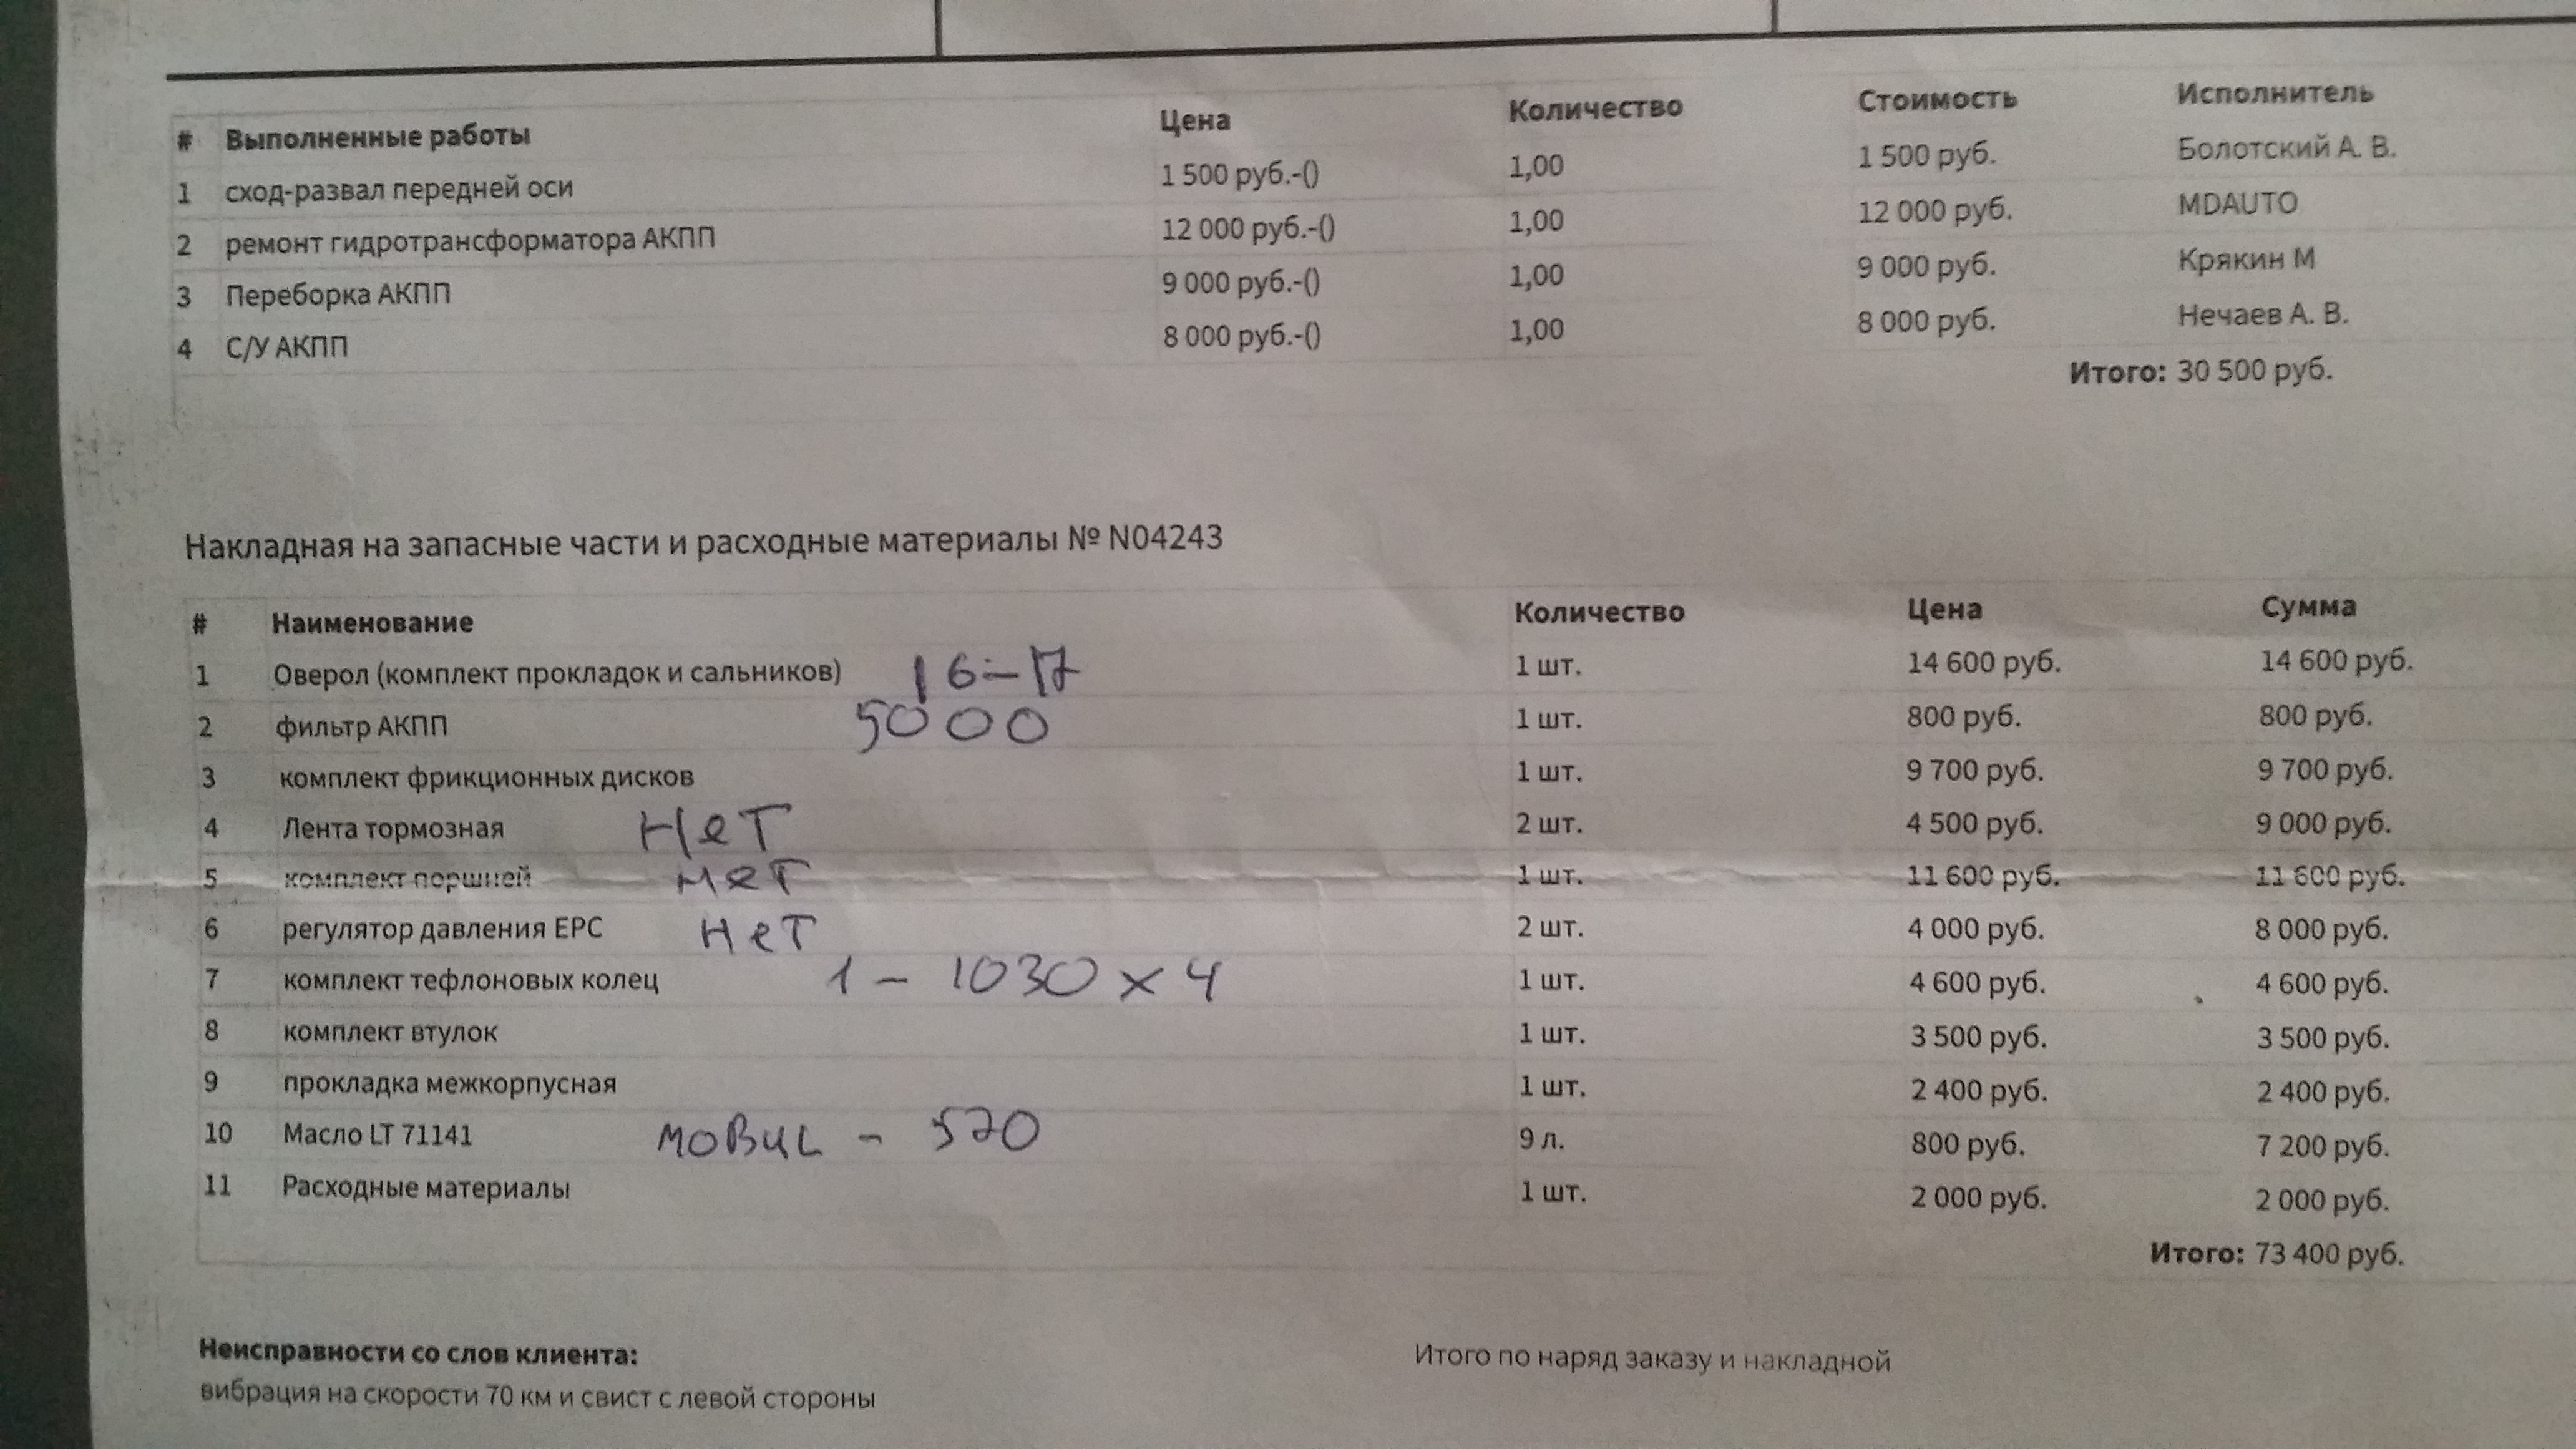 # Выполненные работы Цена Количество Стоимость Исполнитель
1 сход-развал передней оси 1 500 руб.-() 1,00 1 500 руб. Болотский А. В.
2 ремонт гидротрансформатора АКПП 12 000 руб.-() 1,00 12 000 руб. MDAUTO
3 Переборка АКПП 9 000 руб.-() 1,00 9 000 руб. Крякин М
4 С/У АКПП 8 000 руб.-() 1,00 8 000 руб. Нечаев А. В.
Итого: 30 500 руб.
Накладная на запасные части и расходные материалы № N04243
# Наименование Количество Цена Сумма
1 Оверол (комплект прокладок и сальников) 16-17 1 шт. 14 600 руб. 14 600 руб.
2 фильтр АКПП 5000 1 шт. 800 руб. 800 руб.
3 комплект фрикционных дисков 1 шт. 9 700 руб. 9 700 руб.
4 Лента тормозная Нет 2 шт. 4 500 руб. 9 000 руб.
5 комплект поршней нет 1 шт. 11 600 руб. 11 600 руб.
6 регулятор давления EPC Нет 2 шт. 4 000 руб. 8 000 руб.
7 комплект тефлоновых колец 1 - 1030 x 4 1 шт. 4 600 руб. 4 600 руб.
8 комплект втулок 1 шт. 3 500 руб. 3 500 руб.
9 прокладка межкорпусная 1 шт. 2 400 руб. 2 400 руб.
10 Масло LT 71141 - 570 9 л. 800 руб. 7 200 руб.
11 Расходные материалы 1 шт. 2 000 руб. 2 000 руб.
Итого: 73 400 руб.
Неисправности со слов клиента: Итого по наряд заказу и накладной
вибрация на скорости 70 км и свист с левой стороны